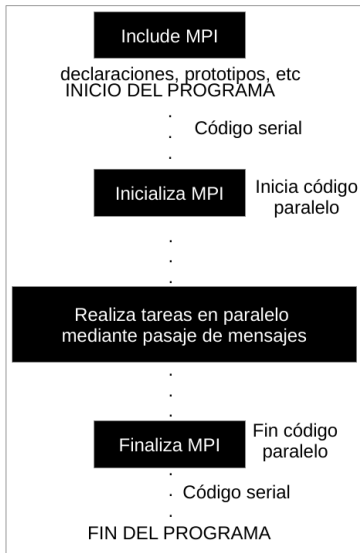 Include MPI
declaraciones, prototipos, etc
INICIO DEL PROGRAMA
Código serial
Inicializa MPI
Inicia código
paralelo
Realiza tareas en paralelo
mediante pasaje de mensajes
Finaliza MPI
Fin código
paralelo
Código serial
FIN DEL PROGRAMA